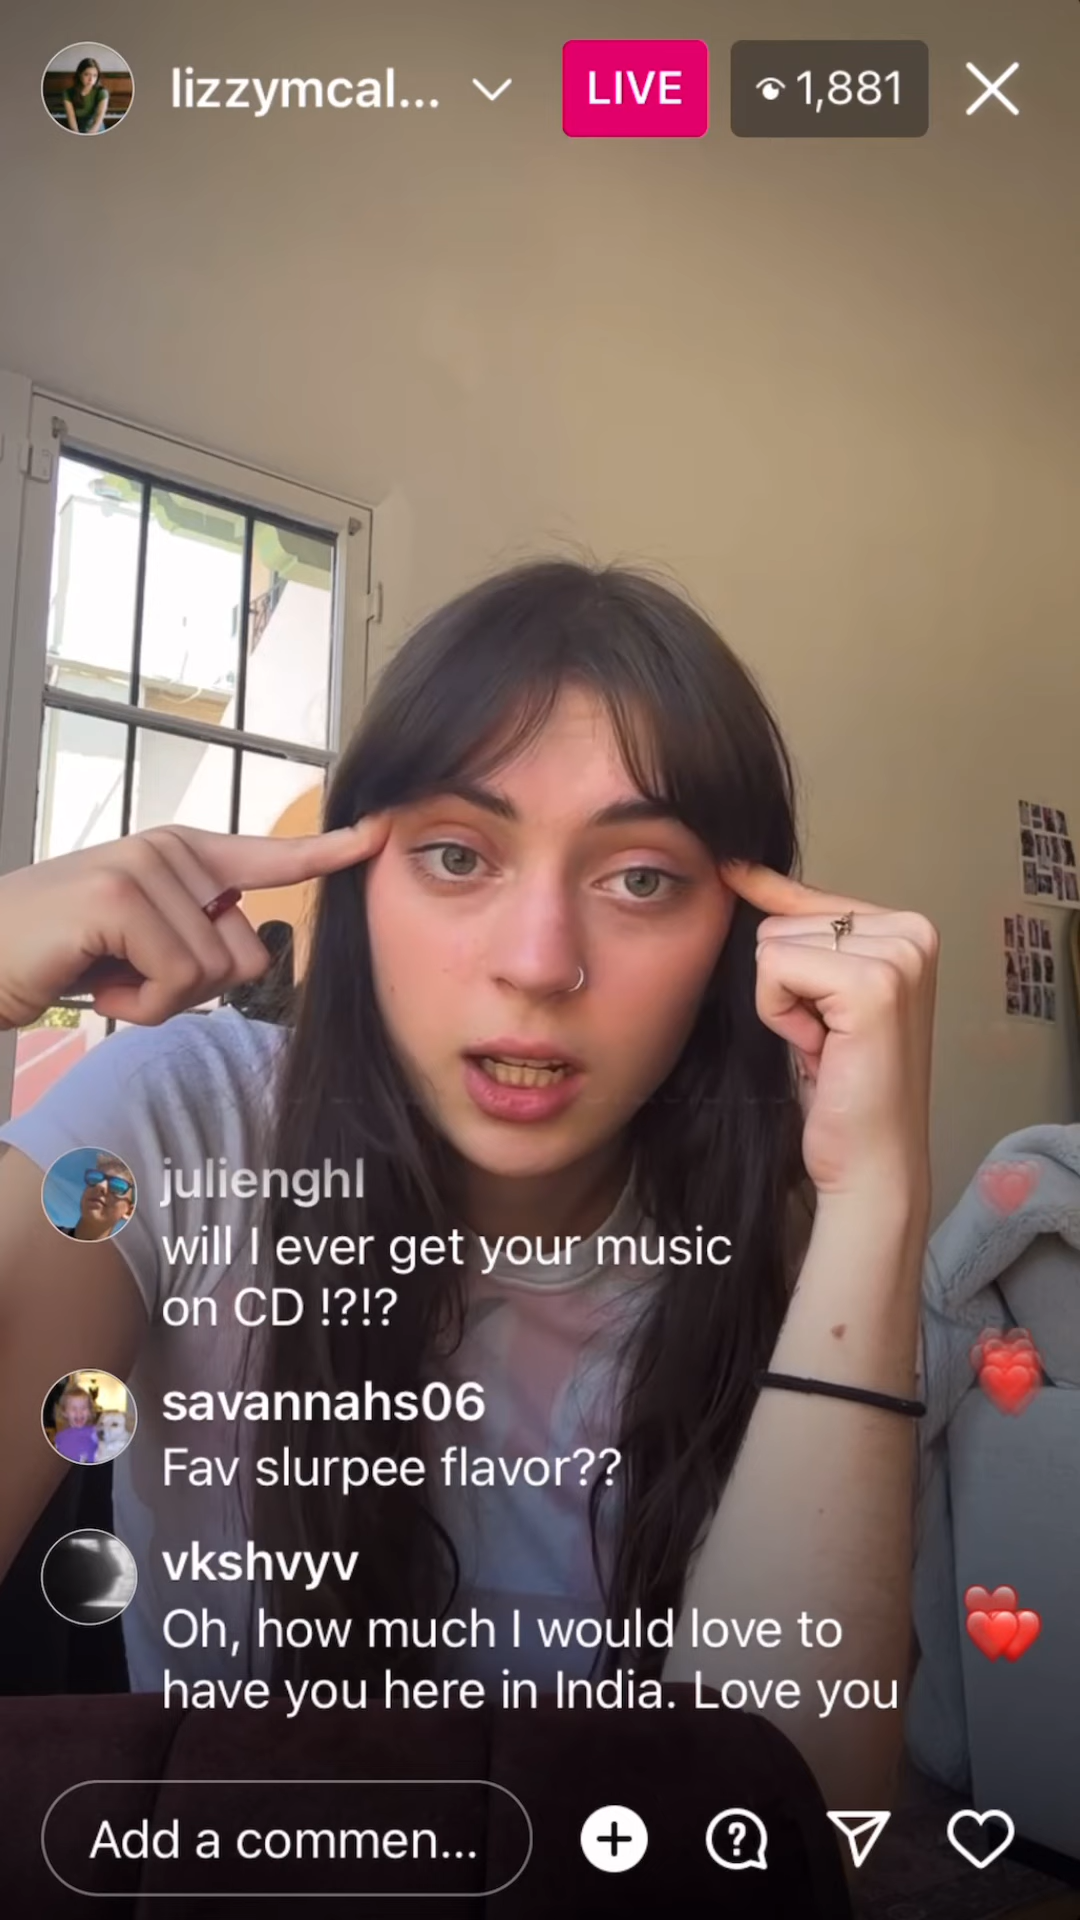 lizzymcal...
LIVE
1,881
julienghl
will I ever get your music
on CD !?!?
savannahs06
Fav slurpee flavor??
vkshvyv
Oh, how much I would love to
have you here in India. Love you
Add a commen...